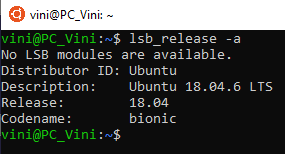 vini@PC_Vini: ~
vini@PC_Vini:~$ lsb_release -a
No LSB modules are available.
Distributor ID: Ubuntu
Description:    Ubuntu 18.04.6 LTS
Release:        18.04
Codename:       bionic
vini@PC_Vini:~$